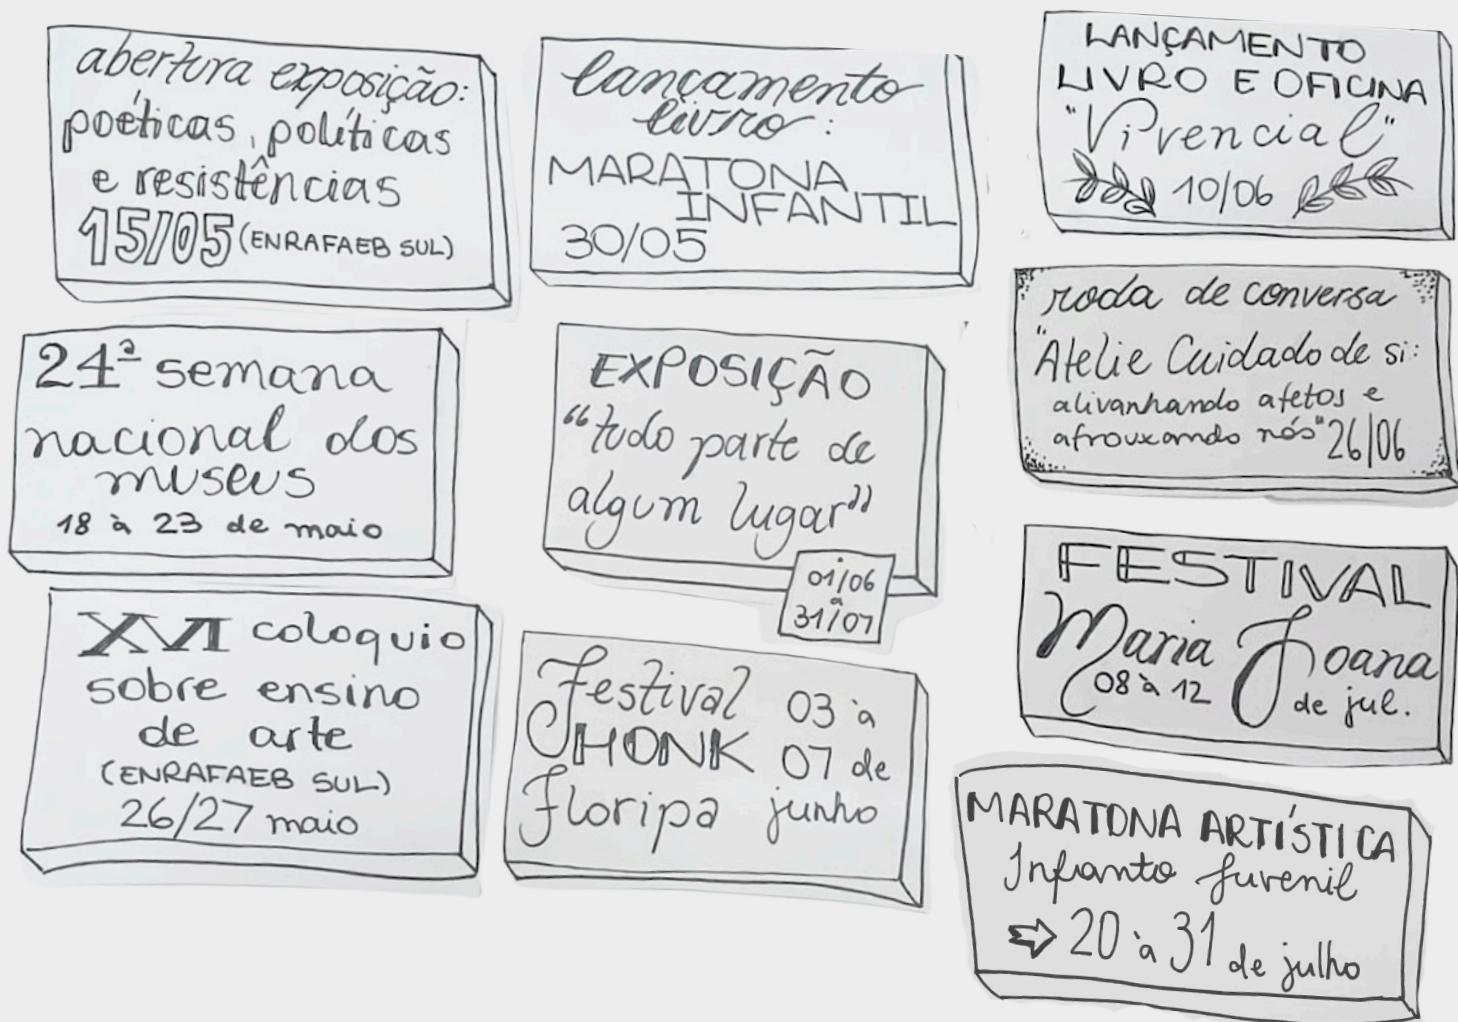 abertura exposição:
poéticas, políticas
e resistências
15/05 (ENRAFAEB SUL)
24ª semana
nacional dos
museus
18 à 23 de maio
XVI coloquio
sobre ensino
de arte
(ENRAFAEB SUL)
26/27 maio
lançamento
livro:
MARATONA
INFANTIL
30/05
EXPOSIÇÃO
“tudo parte de
algum lugar”
01/06
à
31/07
Festival 03 à
HONK 07 de
Floripa junho
LANÇAMENTO
LIVRO E OFICINA
"Vivencial"
10/06
roda de conversa
"Atelie Cuidado de si:
alivanhando afetos e
afrouxando nós" 26/06
FESTIVAL
Maria Joana
08 à 12 de jul.
MARATONA ARTÍSTICA
Infanto Juvenil
20 à 31 de julho